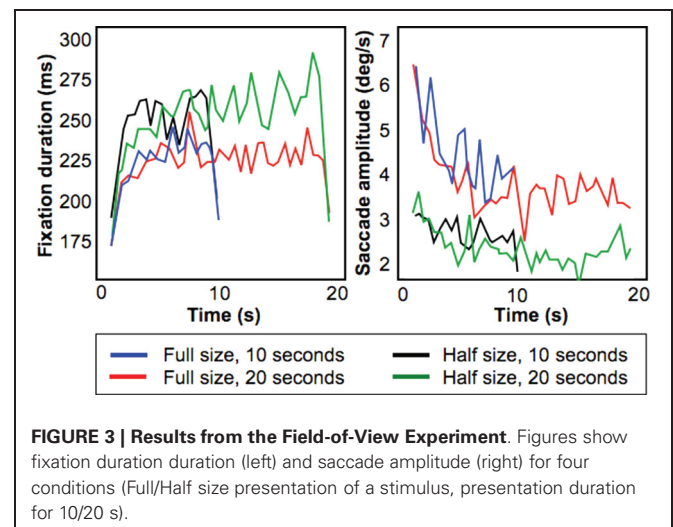 Fixation duration (ms)
300
275
250
225
200
175
0
10
20
Time (s)
Saccade amplitude (deg/s)
7
6
5
4
3
2
0
10
20
Time (s)
Full size, 10 seconds
Half size, 10 seconds
Full size, 20 seconds
Half size, 20 seconds
FIGURE 3 | Results from the Field-of-View Experiment. Figures show
fixation duration duration (left) and saccade amplitude (right) for four
conditions (Full/Half size presentation of a stimulus, presentation duration
for 10/20 s).